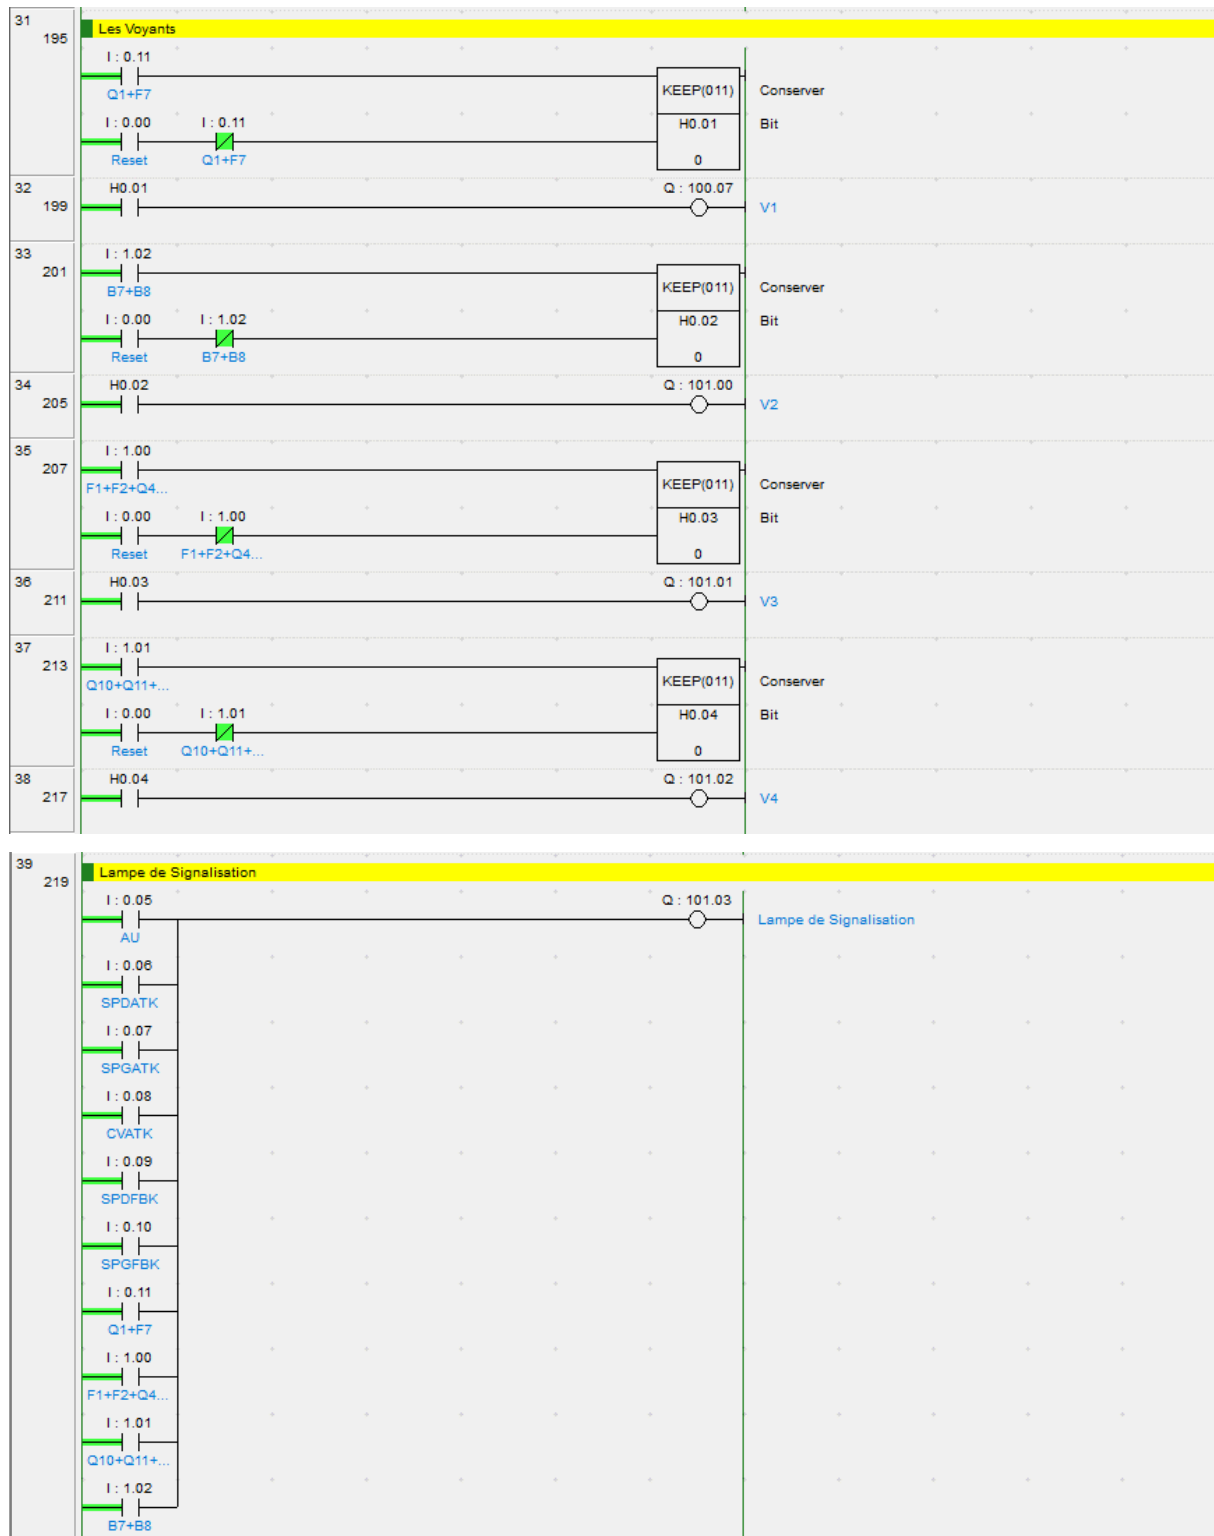 31
195
Les Voyants
I : 0.11
Q1+F7
KEEP(011)
Conserver
I : 0.00
I : 0.11
H0.01
Bit
Reset
Q1+F7
0
32
199
H0.01
Q : 100.07
V1
33
201
I : 1.02
B7+B8
KEEP(011)
Conserver
I : 0.00
I : 1.02
H0.02
Bit
Reset
B7+B8
0
34
205
H0.02
Q : 101.00
V2
35
207
I : 1.00
F1+F2+Q4...
KEEP(011)
Conserver
I : 0.00
I : 1.00
H0.03
Bit
Reset
F1+F2+Q4...
0
36
211
H0.03
Q : 101.01
V3
37
213
I : 1.01
Q10+Q11+...
KEEP(011)
Conserver
I : 0.00
I : 1.01
H0.04
Bit
Reset
Q10+Q11+...
0
38
217
H0.04
Q : 101.02
V4
39
219
Lampe de Signalisation
I : 0.05
Q : 101.03
AU
Lampe de Signalisation
I : 0.06
SPDATK
I : 0.07
SPGATK
I : 0.08
CVATK
I : 0.09
SPDFBK
I : 0.10
SPGFBK
I : 0.11
Q1+F7
I : 1.00
F1+F2+Q4...
I : 1.01
Q10+Q11+...
I : 1.02
B7+B8